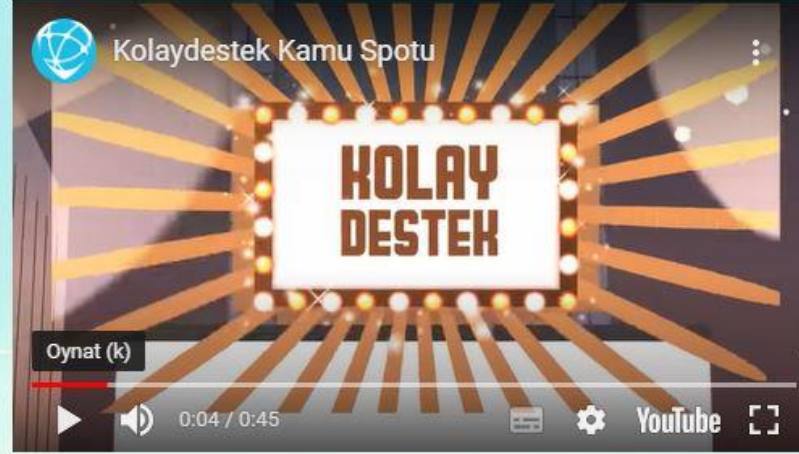 Kolaydestek Kamu Spotu
KOLAY
DESTEK
Oynat (k)
0:04 / 0:45
YouTube